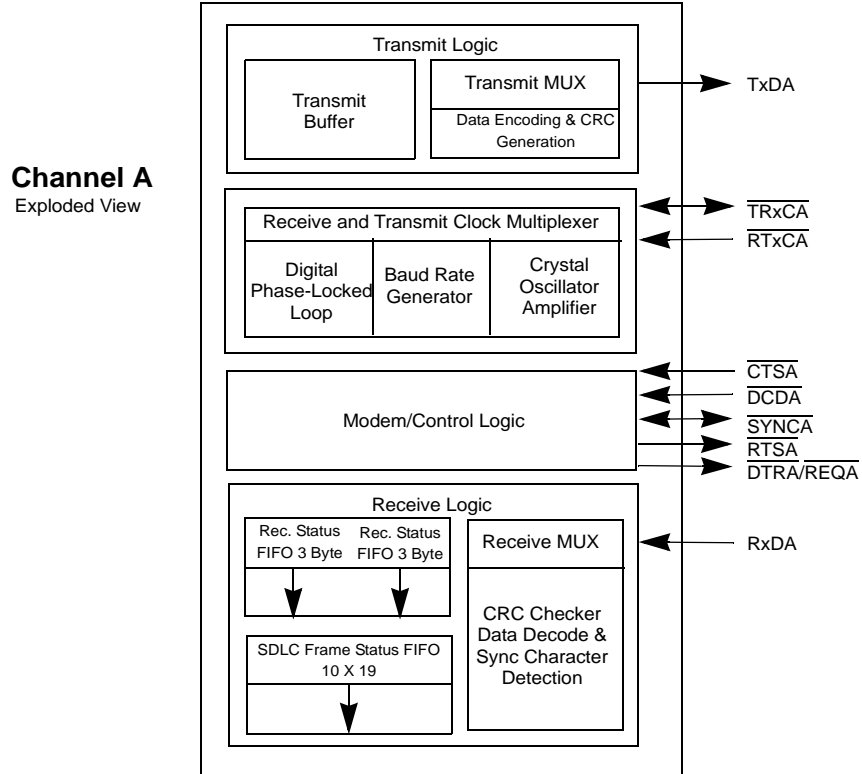 Transmit Logic
Transmit
Buffer
Transmit MUX
Data Encoding & CRC
Generation
TxDA
Channel A
Exploded View
Receive and Transmit Clock Multiplexer
Digital
Phase-Locked
Loop
Baud Rate
Generator
Crystal
Oscillator
Amplifier
TRxCA
RTxCA
Modem/Control Logic
CTSA
DCDA
SYNCA
RTSA
DTRA/REQA
Receive Logic
Rec. Status
FIFO 3 Byte
Rec. Status
FIFO 3 Byte
Receive MUX
CRC Checker
Data Decode &
Sync Character
Detection
SDLC Frame Status FIFO
10 X 19
RxDA